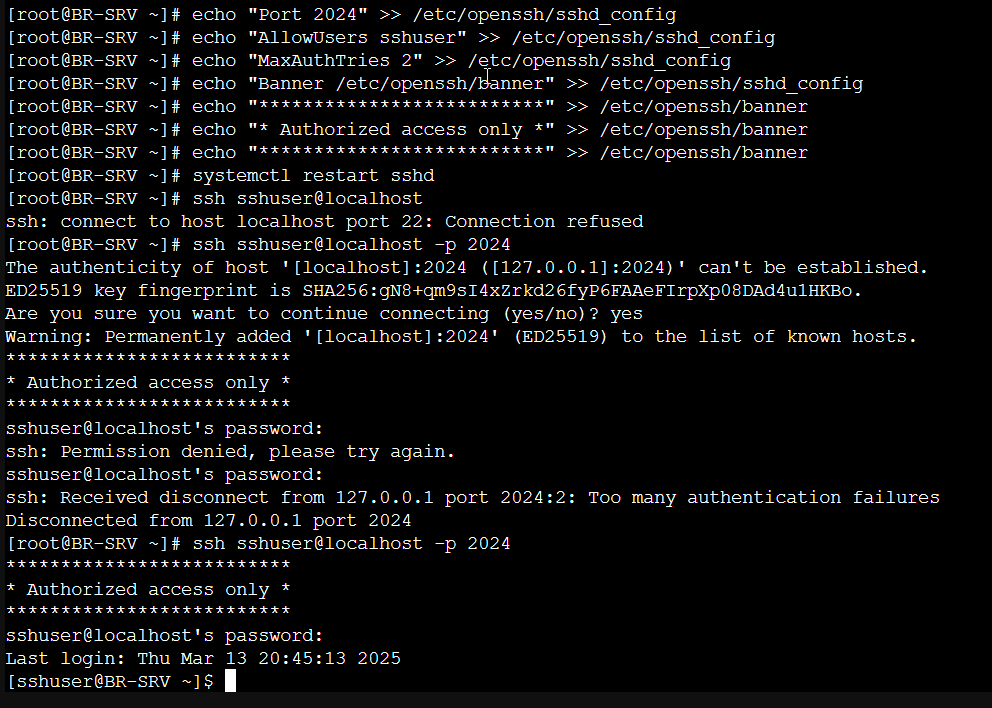 [root@BR-SRV ~]# echo "Port 2024" >> /etc/openssh/sshd_config
[root@BR-SRV ~]# echo "AllowUsers sshuser" >> /etc/openssh/sshd_config
[root@BR-SRV ~]# echo "MaxAuthTries 2" >> /etc/openssh/sshd_config
[root@BR-SRV ~]# echo "Banner /etc/openssh/banner" >> /etc/openssh/sshd_config
[root@BR-SRV ~]# echo "**************************" >> /etc/openssh/banner
[root@BR-SRV ~]# echo "* Authorized access only *" >> /etc/openssh/banner
[root@BR-SRV ~]# echo "**************************" >> /etc/openssh/banner
[root@BR-SRV ~]# systemctl restart sshd
[root@BR-SRV ~]# ssh sshuser@localhost
ssh: connect to host localhost port 22: Connection refused
[root@BR-SRV ~]# ssh sshuser@localhost -p 2024
The authenticity of host '[localhost]:2024 ([127.0.0.1]:2024)' can't be established.
ED25519 key fingerprint is SHA256:gN8+qm9sI4xZrkd26fyP6FAAeFIrpXp08DAd4u1HKBo.
Are you sure you want to continue connecting (yes/no)? yes
Warning: Permanently added '[localhost]:2024' (ED25519) to the list of known hosts.
**************************
* Authorized access only *
**************************
sshuser@localhost's password:
ssh: Permission denied, please try again.
sshuser@localhost's password:
ssh: Received disconnect from 127.0.0.1 port 2024:2: Too many authentication failures
Disconnected from 127.0.0.1 port 2024
[root@BR-SRV ~]# ssh sshuser@localhost -p 2024
**************************
* Authorized access only *
**************************
sshuser@localhost's password:
Last login: Thu Mar 13 20:45:13 2025
[sshuser@BR-SRV ~]$